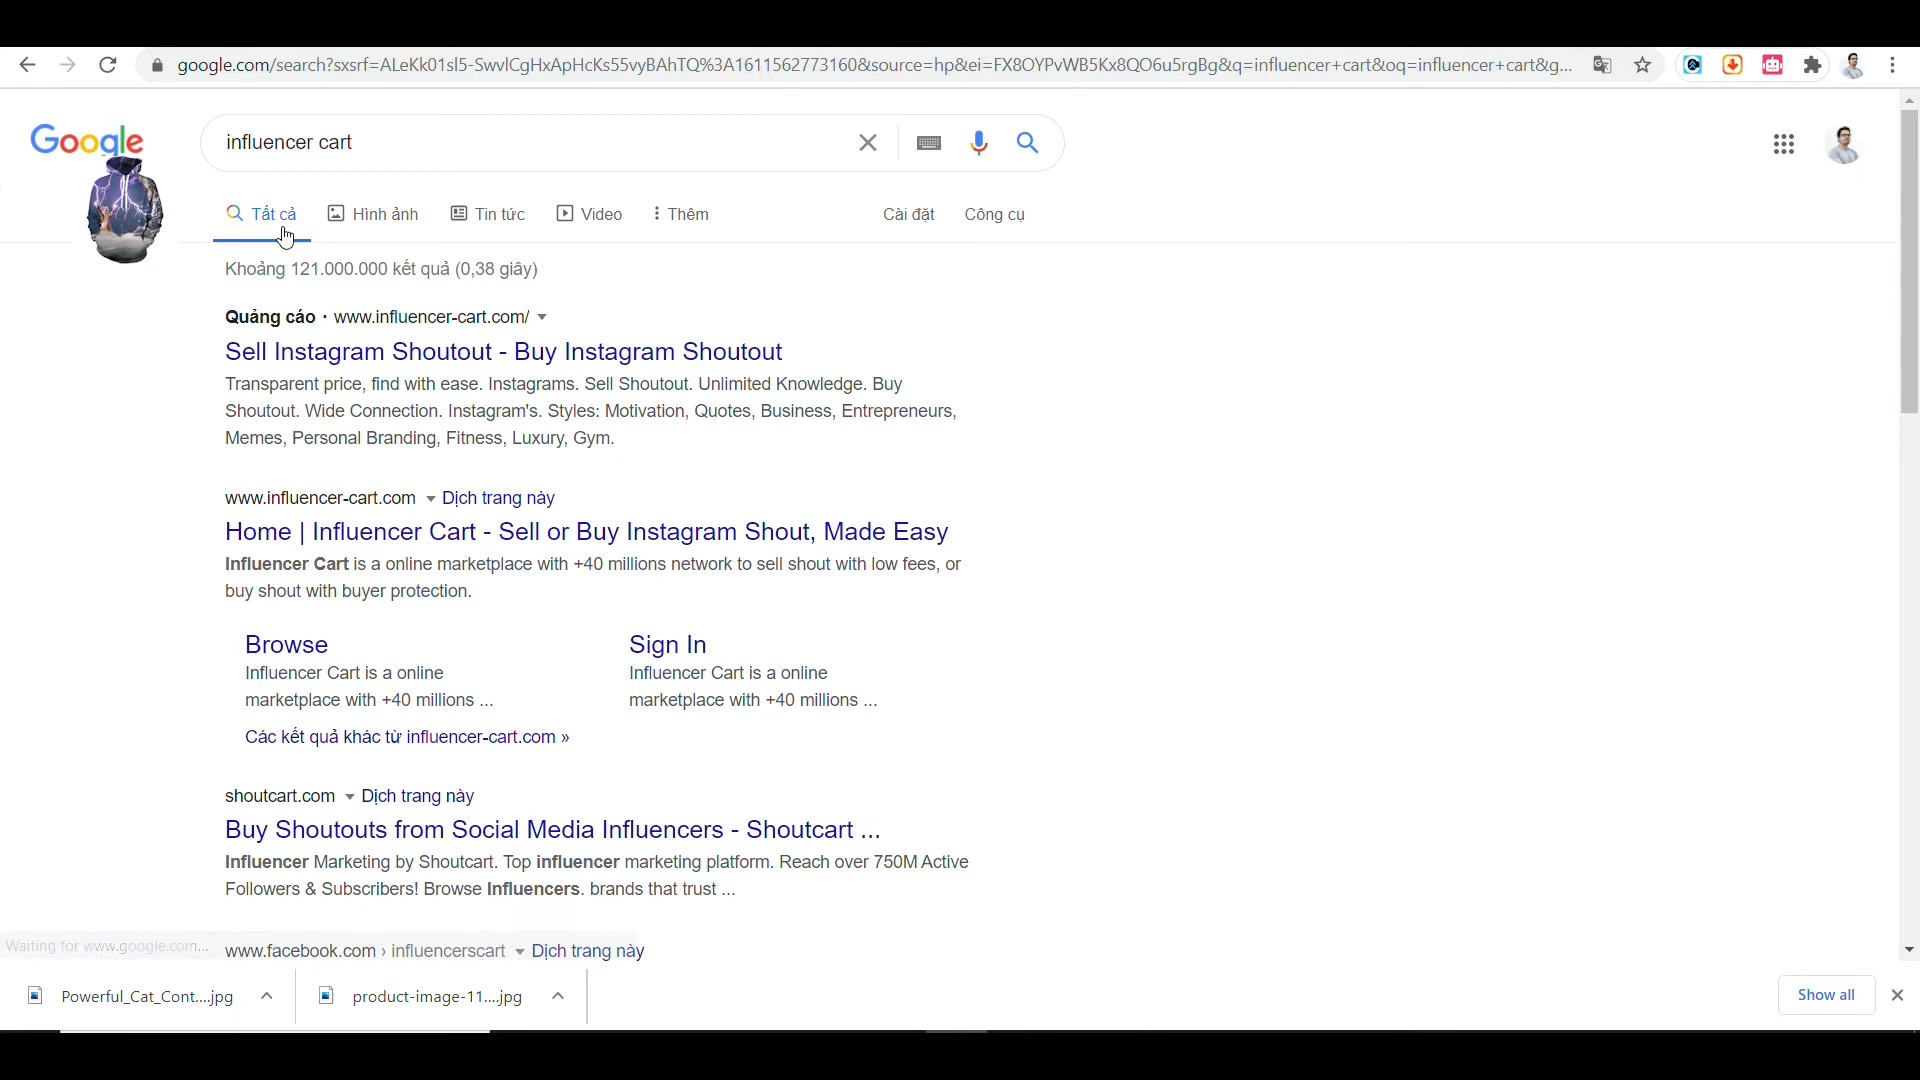 google.com/search?sxsrf=ALeKk01sl5-SwvlCgHxApHcKs55vyBAhTQ%3A1611562773160&source=hp&ei=FX8OYPvWB5Kx8QO6u5rgBg&q=influencer+cart&oq=influencer+cart&g...
Google
influencer cart
Tất cả
Hình ảnh
Tin tức
Video
Thêm
Cài đặt
Công cụ
Khoảng 121.000.000 kết quả (0,38 giây)
Quảng cáo · www.influencer-cart.com/
Sell Instagram Shoutout - Buy Instagram Shoutout
Transparent price, find with ease. Instagrams. Sell Shoutout. Unlimited Knowledge. Buy
Shoutout. Wide Connection. Instagram's. Styles: Motivation, Quotes, Business, Entrepreneurs,
Memes, Personal Branding, Fitness, Luxury, Gym.
www.influencer-cart.com Dịch trang này
Home | Influencer Cart - Sell or Buy Instagram Shout, Made Easy
Influencer Cart is a online marketplace with +40 millions network to sell shout with low fees, or
buy shout with buyer protection.
Browse
Influencer Cart is a online
marketplace with +40 millions ...
Sign In
Influencer Cart is a online
marketplace with +40 millions ...
Các kết quả khác từ influencer-cart.com »
shoutcart.com Dịch trang này
Buy Shoutouts from Social Media Influencers - Shoutcart ...
Influencer Marketing by Shoutcart. Top influencer marketing platform. Reach over 750M Active
Followers & Subscribers! Browse Influencers. brands that trust ...
Waiting for www.google.com...
www.facebook.com › influencerscart Dịch trang này
Powerful_Cat_Cont....jpg
product-image-11....jpg
Show all